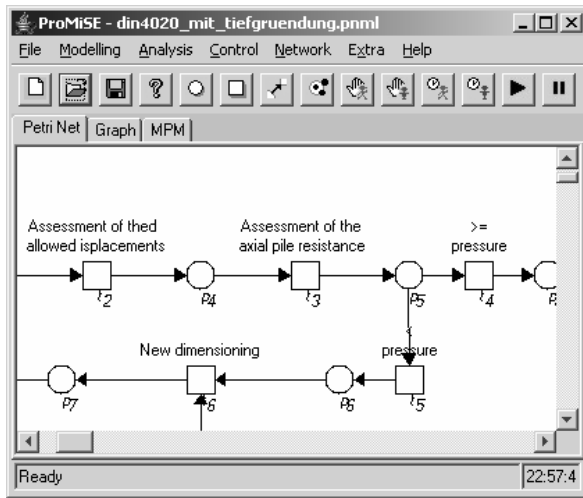 ProMiSE - din4020_mit_tiefgruendung.pnml
File Modelling Analysis Control Network Extra Help
Petri Net Graph MPM
Assessment of thed
allowed isplacements
Assessment of the
axial pile resistance
>=
pressure
t2 p4 t3 p5 t4
<
New dimensioning
pressure
p7 t6 p6 t5
Ready 22:57:4